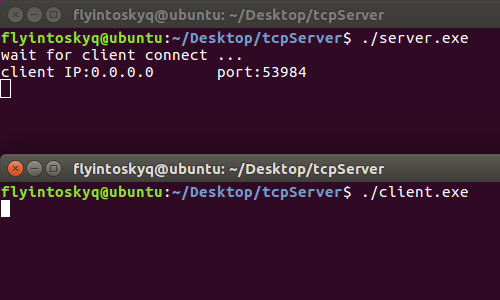 flyintoskyq@ubuntu: ~/Desktop/tcpServer
flyintoskyq@ubuntu:~/Desktop/tcpServer$ ./server.exe
wait for client connect ...
client IP:0.0.0.0 port:53984
flyintoskyq@ubuntu: ~/Desktop/tcpServer
flyintoskyq@ubuntu:~/Desktop/tcpServer$ ./client.exe